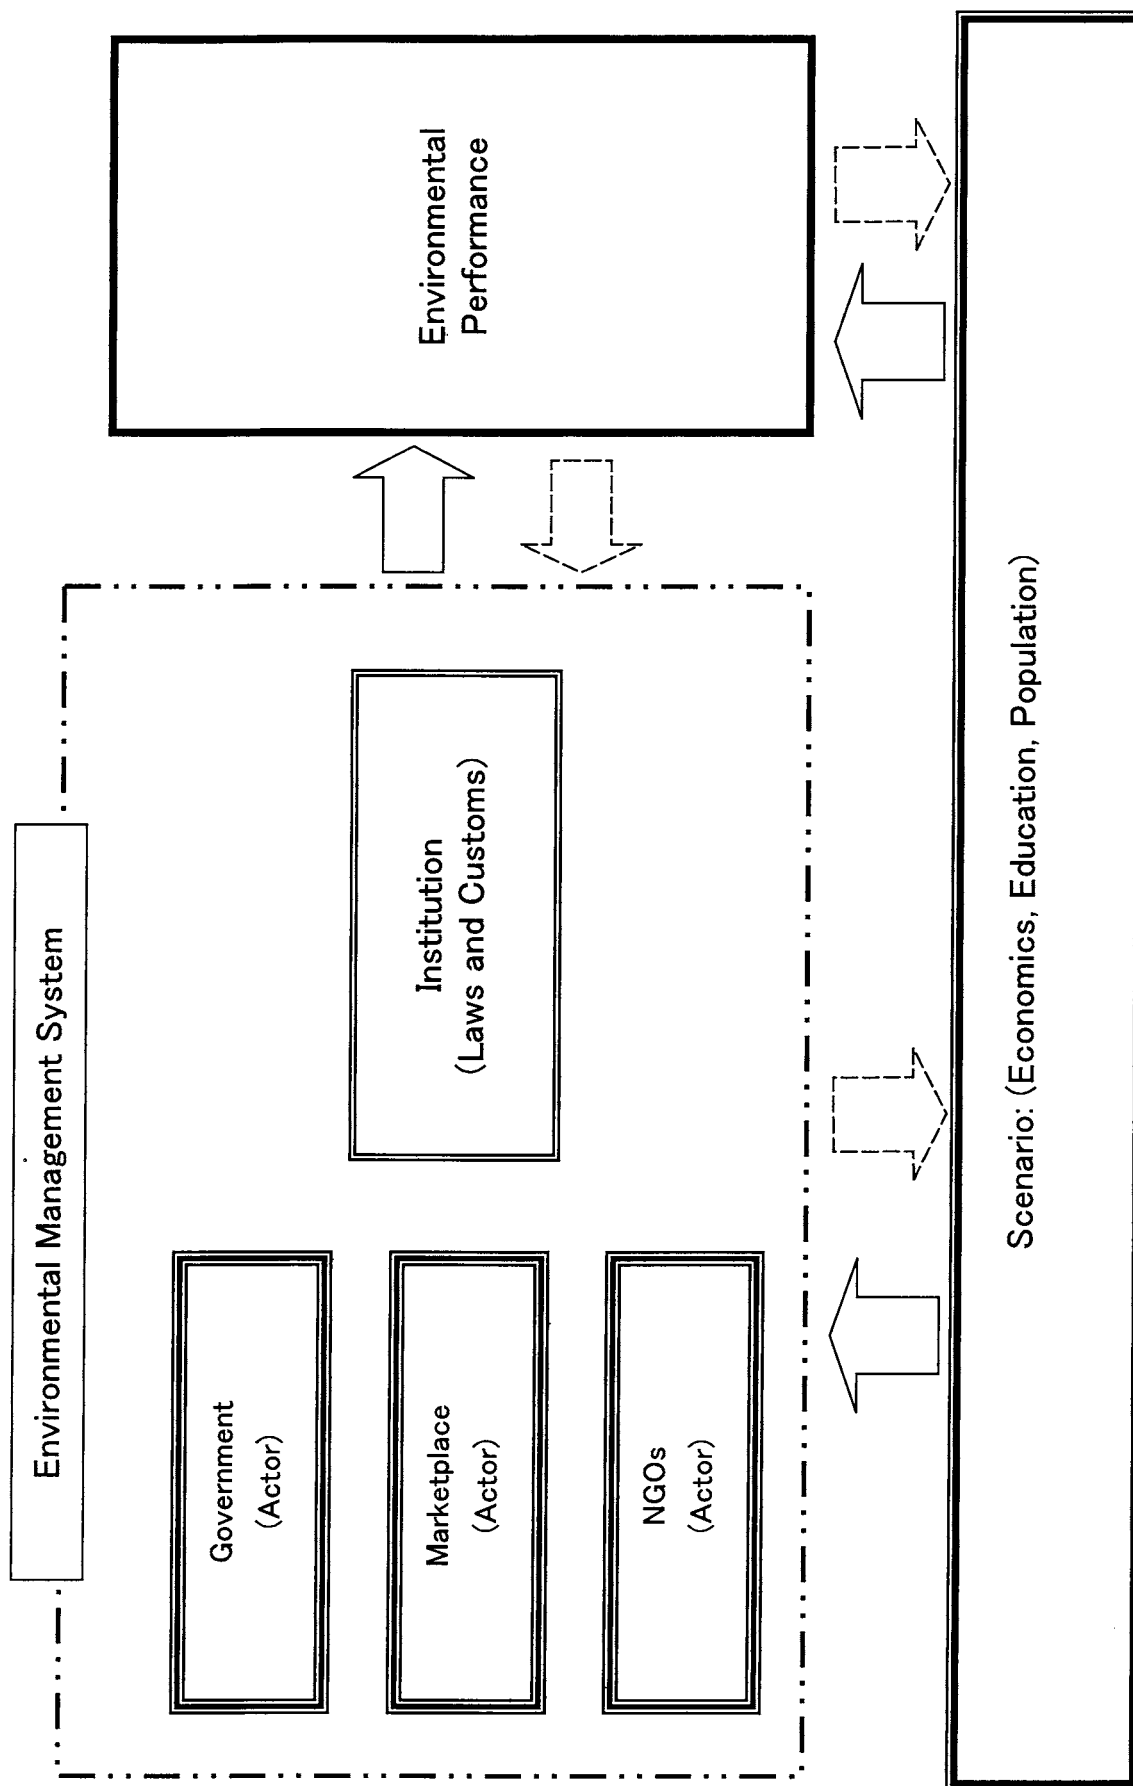 Environmental Management System
Government
(Actor)
Marketplace
(Actor)
NGOs
(Actor)
Institution
(Laws and Customs)
Environmental
Performance
Scenario: (Economics, Education, Population)